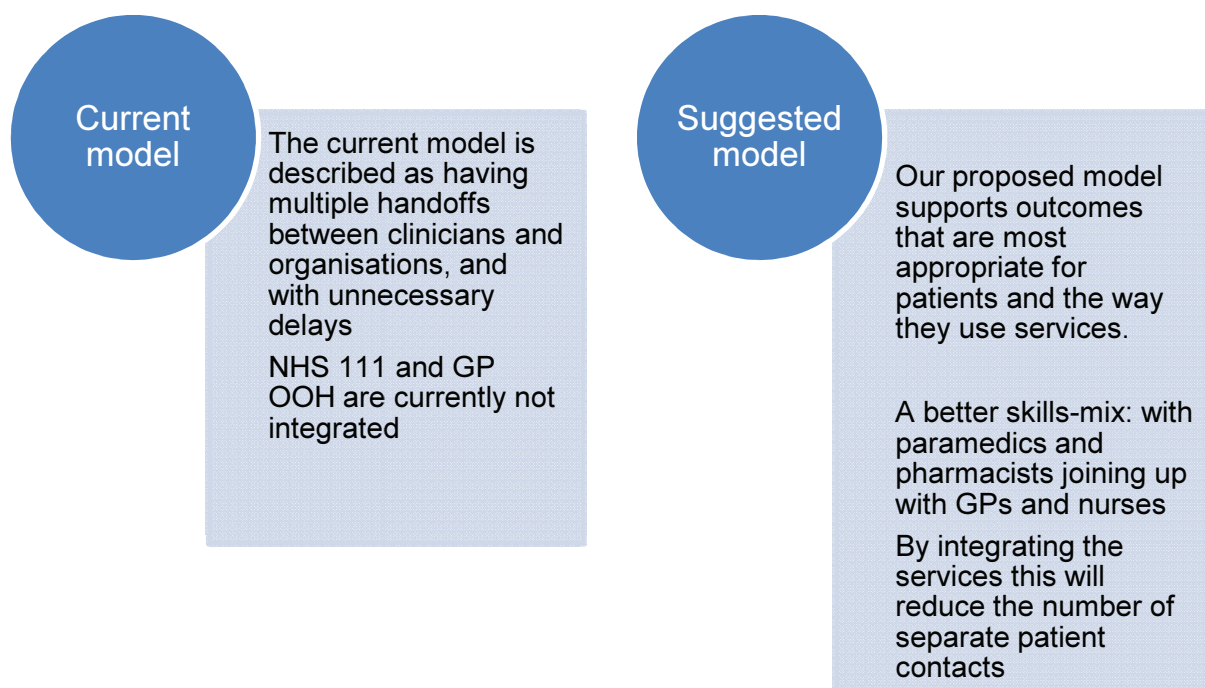 Current
model
The current model is
described as having
multiple handoffs
between clinicians and
organisations, and
with unnecessary
delays
NHS 111 and GP
OOH are currently not
integrated
Suggested
model
Our proposed model
supports outcomes
that are most
appropriate for
patients and the way
they use services.
A better skills-mix: with
paramedics and
pharmacists joining up
with GPs and nurses
By integrating the
services this will
reduce the number of
separate patient
contacts